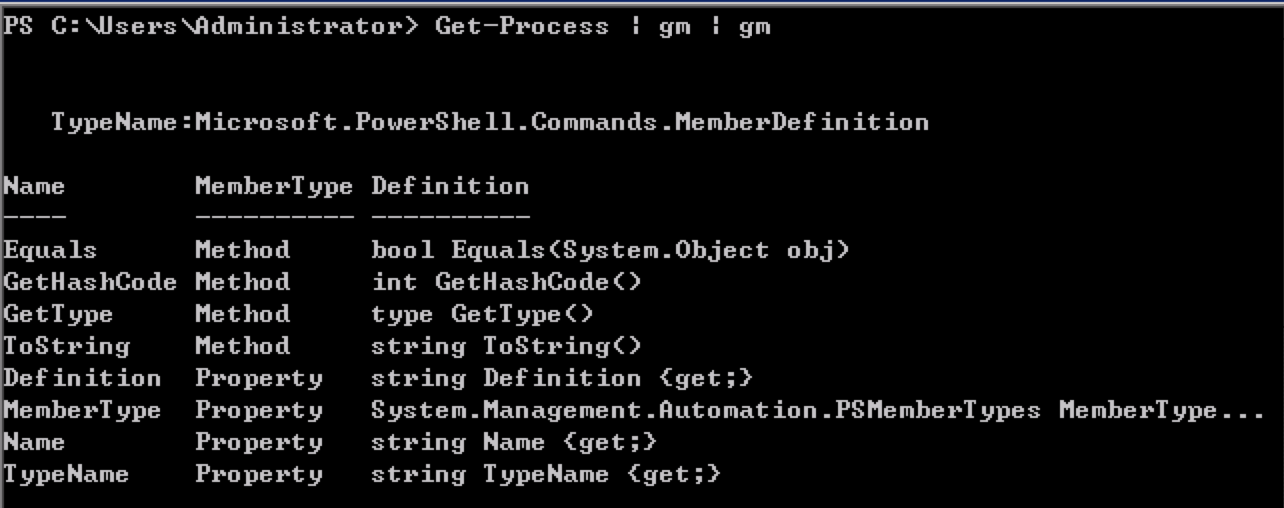 PS C:\Users\Administrator> Get-Process | gm | gm
TypeName:Microsoft.PowerShell.Commands.MemberDefinition
Name MemberType Definition
---- ---------- ----------
Equals Method bool Equals(System.Object obj)
GetHashCode Method int GetHashCode()
GetType Method type GetType()
ToString Method string ToString()
Definition Property string Definition {get;}
MemberType Property System.Management.Automation.PSMemberTypes MemberType...
Name Property string Name {get;}
TypeName Property string TypeName {get;}